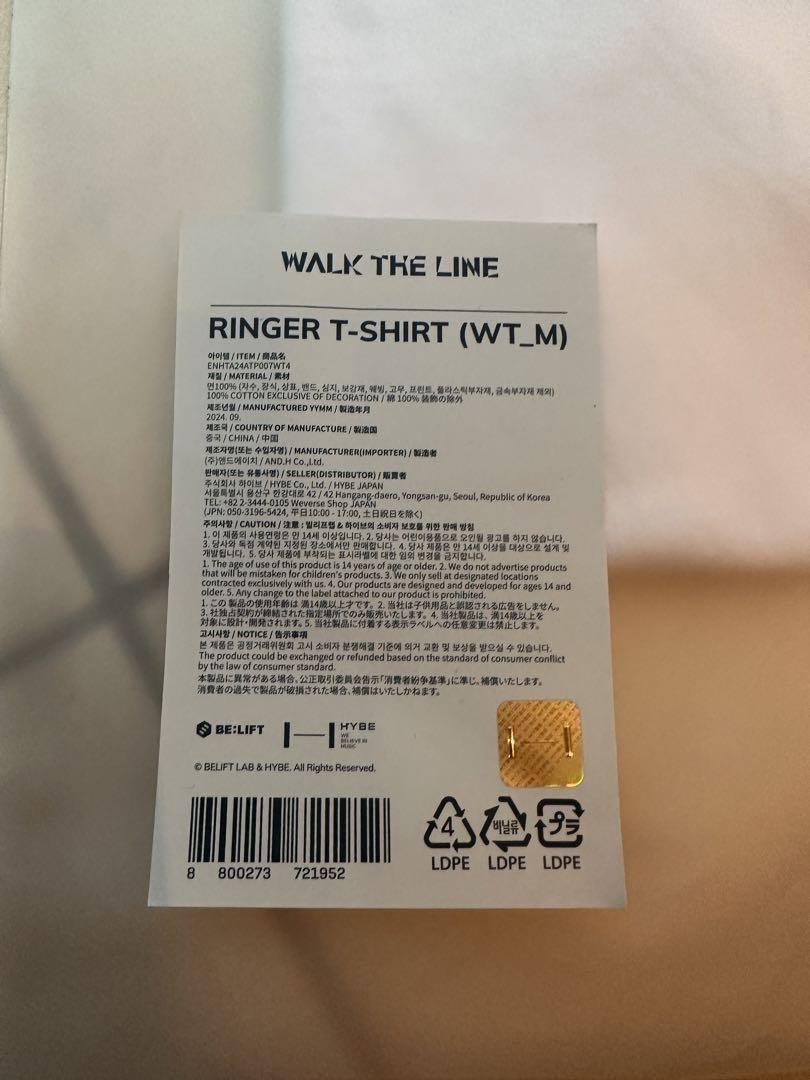 WALK THE LINE
RINGER T-SHIRT (WT_M)
아이템 / ITEM / 商品名
ENHTA24ATP007WT4
재질 / MATERIAL / 素材
면100% (자수, 장식, 상표, 밴드, 심지, 보강재, 웨빙, 고무, 프린트, 플라스틱부자재, 금속부자재 제외)
100% COTTON EXCLUSIVE OF DECORATION / 綿 100% 装飾の除外
제조년월 / MANUFACTURED YYMM / 製造年月
2024. 09.
제조국 / COUNTRY OF MANUFACTURE / 製造国
중국 / CHINA / 中国
제조자명(또는 수입자명) / MANUFACTURER(IMPORTER) / 製造者
(주)앤드에이치 / AND.H Co.,Ltd.
판매자(또는 유통사명) / SELLER(DISTRIBUTOR) / 販賣者
주식회사 하이브 / HYBE Co., Ltd. / HYBE JAPAN
서울특별시 용산구 한강대로 42 / 42 Hangang-daero, Yongsan-gu, Seoul, Republic of Korea
TEL: +82 2-3444-0105 Weverse Shop JAPAN
(JPN: 050-3196-5424, 平日10:00 - 17:00, 土日祝日を除く)
주의사항 / CAUTION / 注意 : 빌리프랩 & 하이브의 소비자 보호를 위한 판매 방침
1. 이 제품의 사용연령은 만 14세 이상입니다. 2. 당사는 어린이용품으로 오인될 광고를 하지 않습니다.
3. 당사와 독점 계약된 지정된 장소에서만 판매합니다. 4. 당사 제품은 만 14세 이상을 대상으로 설계 및
개발됩니다. 5. 당사 제품에 부착되는 표시라벨에 대한 임의 변경을 금지합니다.
1. The age of use of this product is 14 years of age or older. 2. We do not advertise products
that will be mistaken for children's products. 3. We only sell at designated locations
contracted exclusively with us. 4. Our products are designed and developed for ages 14 and
older. 5. Any change to the label attached to our product is prohibited.
1. この 製品の使用年齢は 満14歳以上才です。2. 当社は子供用品と誤認される広告をしません。
3. 社独占契約が締結された指定場所でのみ販売いたします。4. 当社製品は、満14歳以上を
対象に設計・開発されます。5. 当社製品に付着する表示ラベルへの任意変更は禁止します。
고시사항 / NOTICE / 告示事項
본 제품은 공정거래위원회 고시 소비자 분쟁해결 기준에 의거 교환 및 보상을 받으실 수 있습니다.
The product could be exchanged or refunded based on the standard of consumer conflict
by the law of consumer standard.
本製品に異常がある場合、公正取引委員会告示「消費者紛争基準」に準じ、補償いたします。
消費者の過失で製品が破損された場合、補償はいたしかねます。
BE:LIFT
HYBE
WE
BELIEVE IN
MUSIC
© BELIFT LAB & HYBE. All Rights Reserved.
8 800273 721952
4 비닐류 プラ
LDPE LDPE LDPE